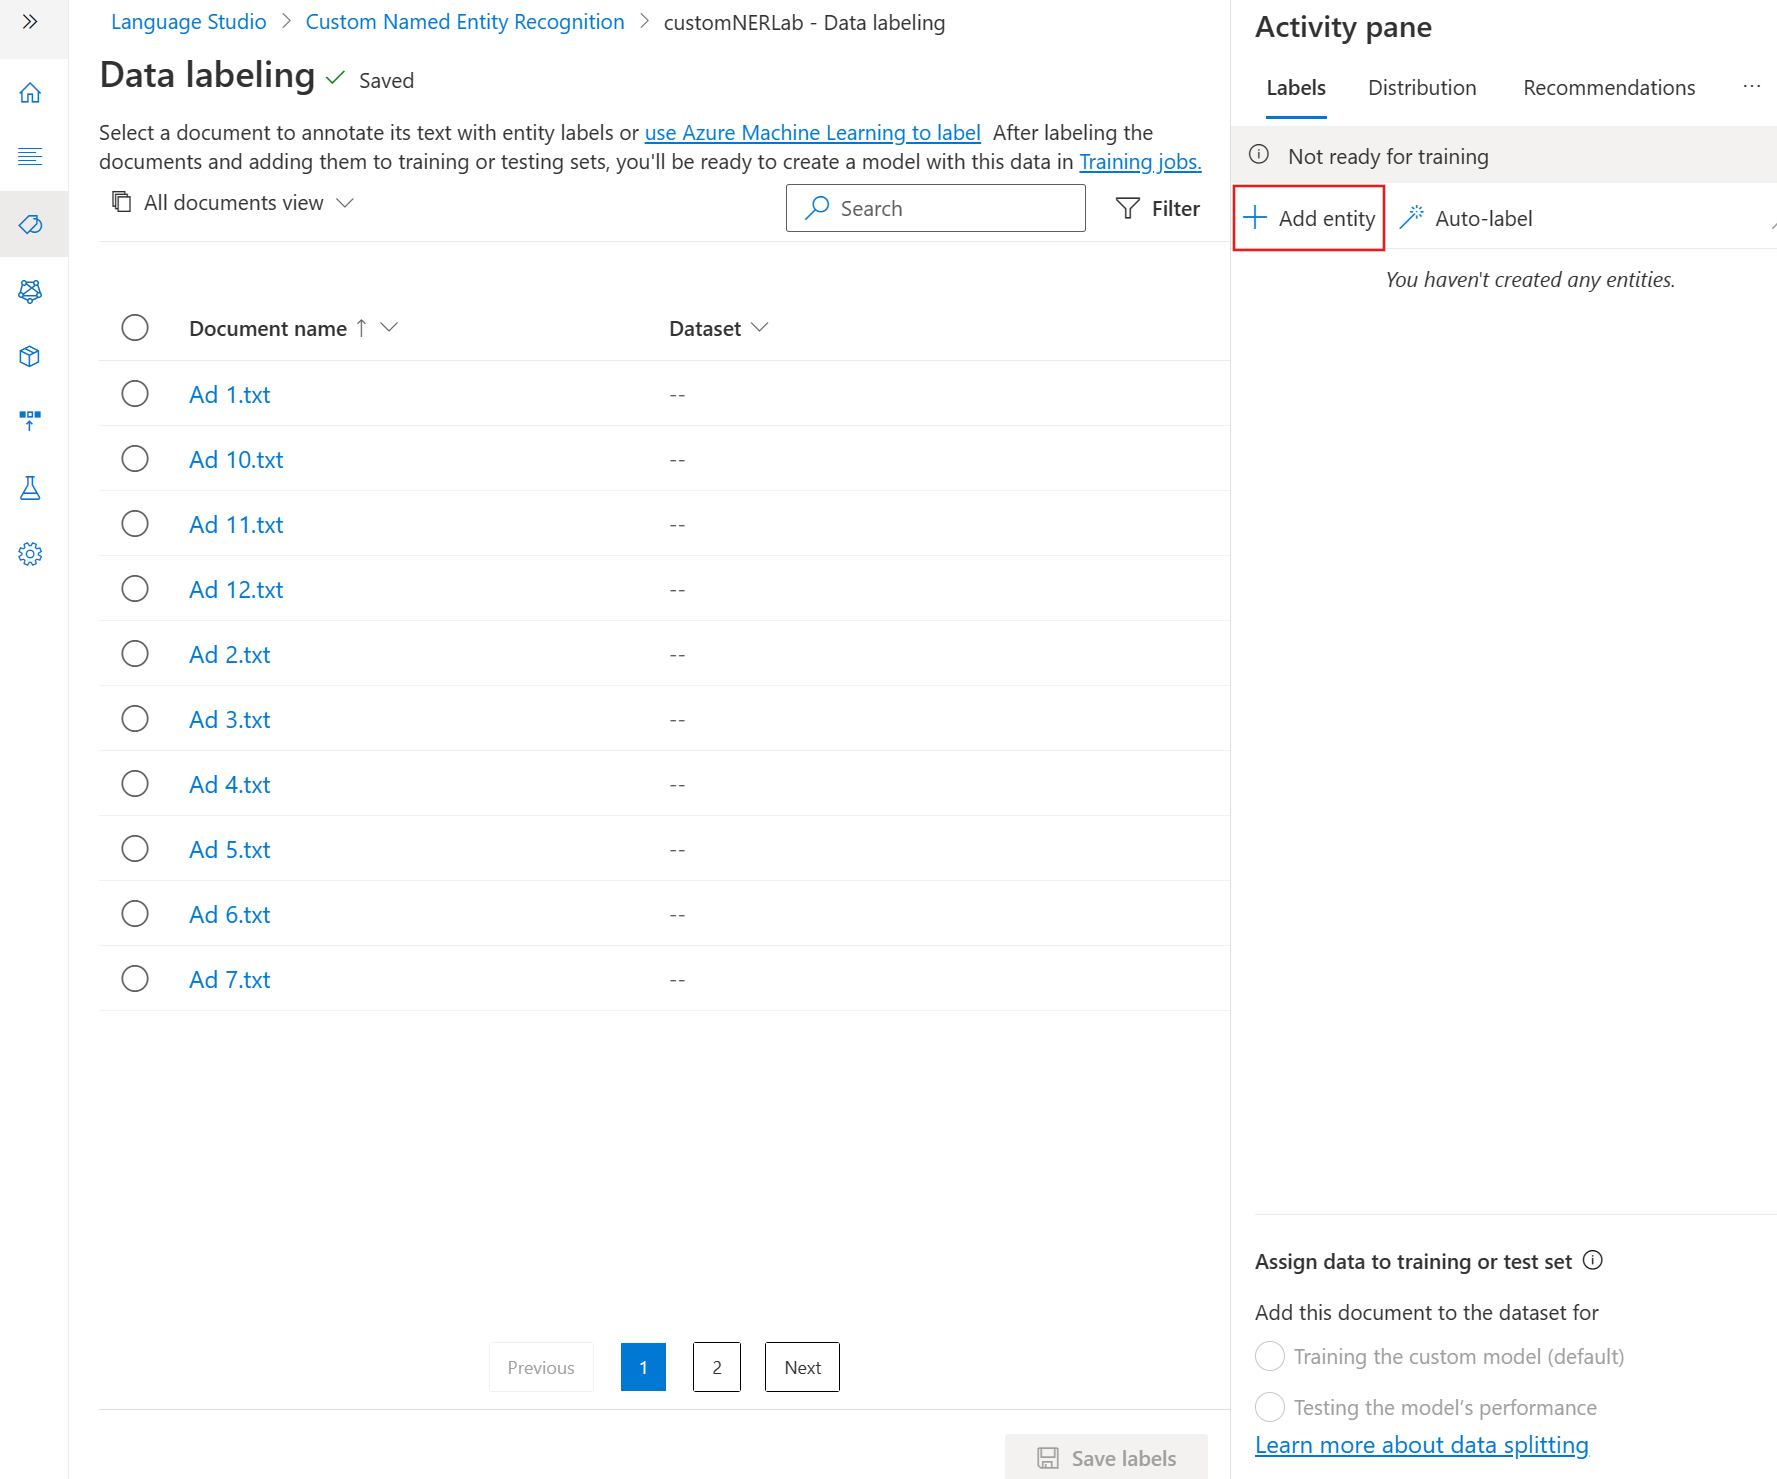 Language Studio > Custom Named Entity Recognition > customNERLab - Data labeling
Data labeling Saved
Select a document to annotate its text with entity labels or use Azure Machine Learning to label After labeling the
documents and adding them to training or testing sets, you'll be ready to create a model with this data in Training jobs.
All documents view
Search
Filter
Document name ↑ Dataset
Ad 1.txt --
Ad 10.txt --
Ad 11.txt --
Ad 12.txt --
Ad 2.txt --
Ad 3.txt --
Ad 4.txt --
Ad 5.txt --
Ad 6.txt --
Ad 7.txt --
Previous 1 2 Next
Save labels
Activity pane
Labels Distribution Recommendations ...
Not ready for training
Add entity Auto-label
You haven't created any entities.
Assign data to training or test set
Add this document to the dataset for
Training the custom model (default)
Testing the model’s performance
Learn more about data splitting